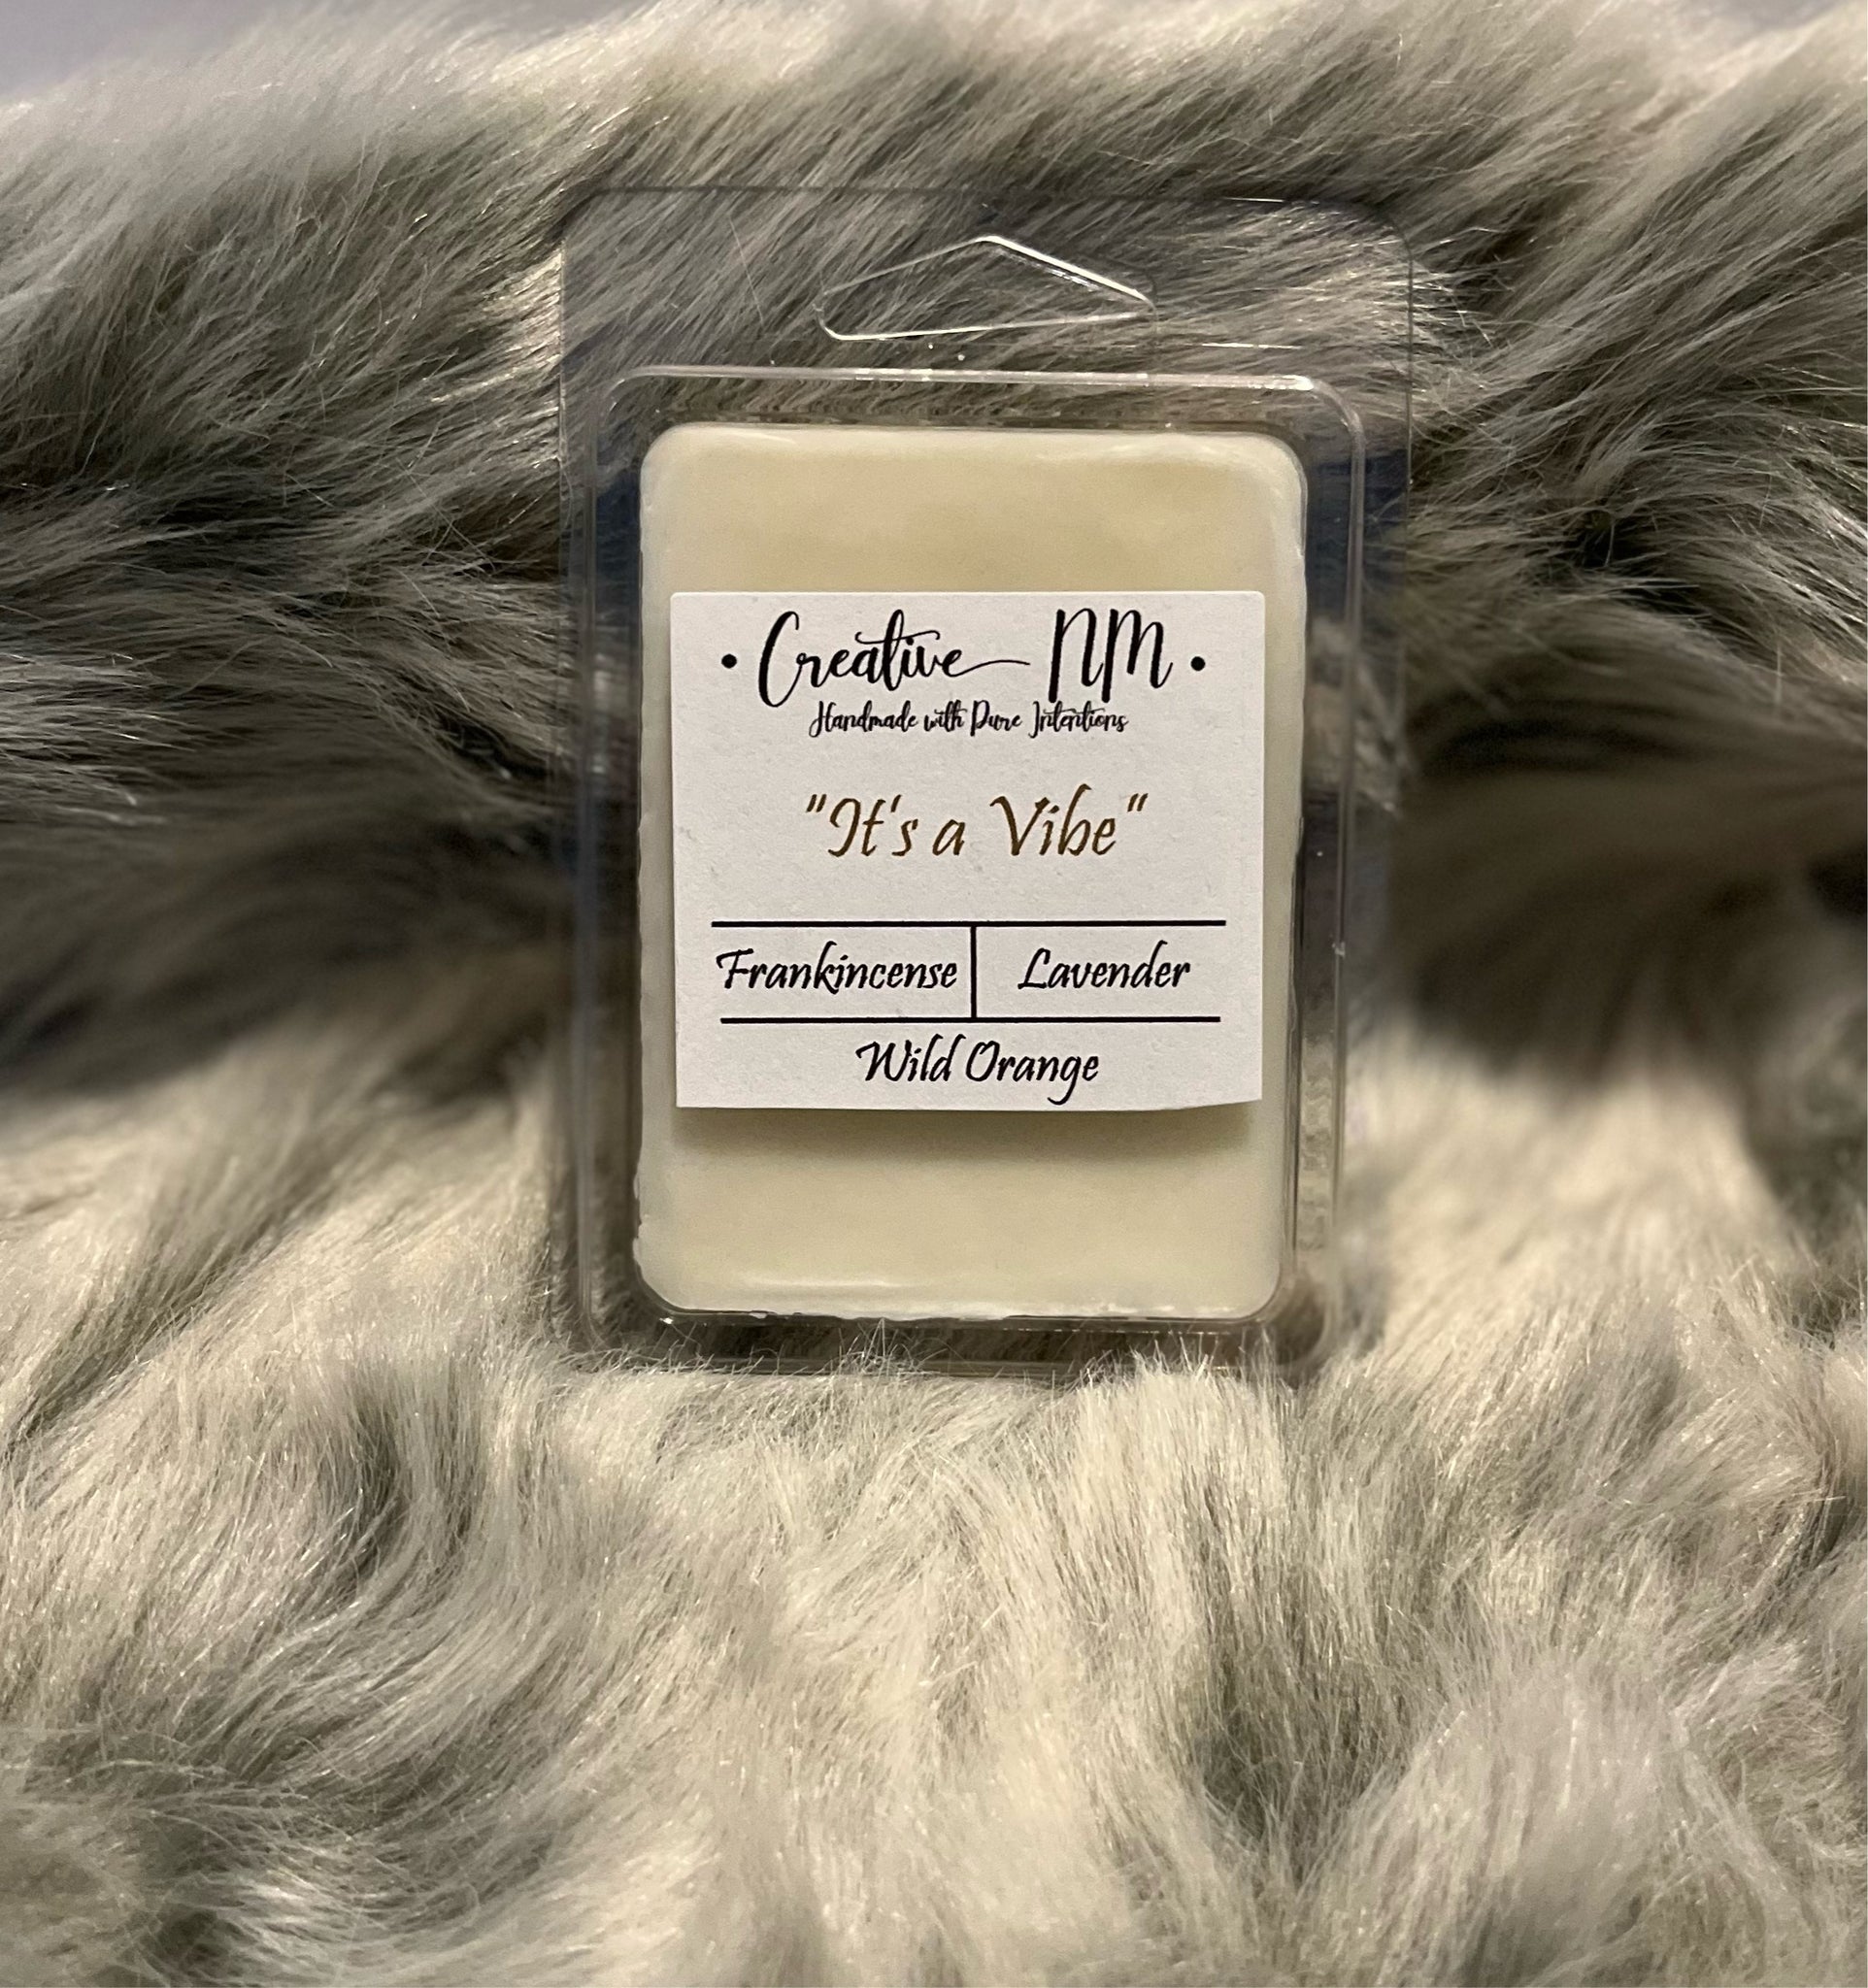 • Creative NM •
Handmade with Pure Intentions
"It's a Vibe"
Frankincense
Lavender
Wild Orange